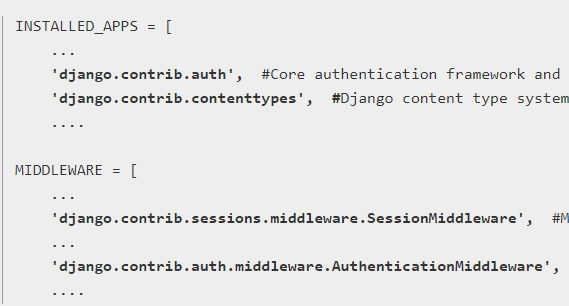 INSTALLED_APPS = [
...
'django.contrib.auth',  #Core authentication framework and
'django.contrib.contenttypes',  #Django content type system
....
MIDDLEWARE = [
...
'django.contrib.sessions.middleware.SessionMiddleware',  #M
...
'django.contrib.auth.middleware.AuthenticationMiddleware',
....